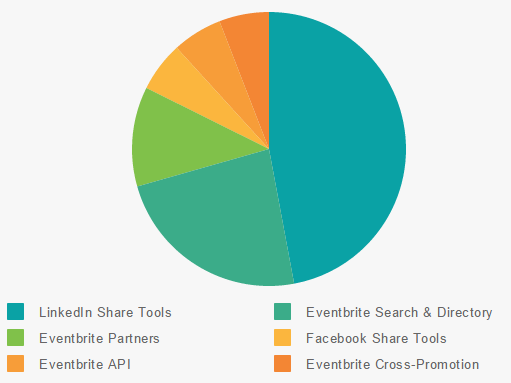 LinkedIn Share Tools
Eventbrite Search & Directory
Eventbrite Partners
Facebook Share Tools
Eventbrite API
Eventbrite Cross-Promotion